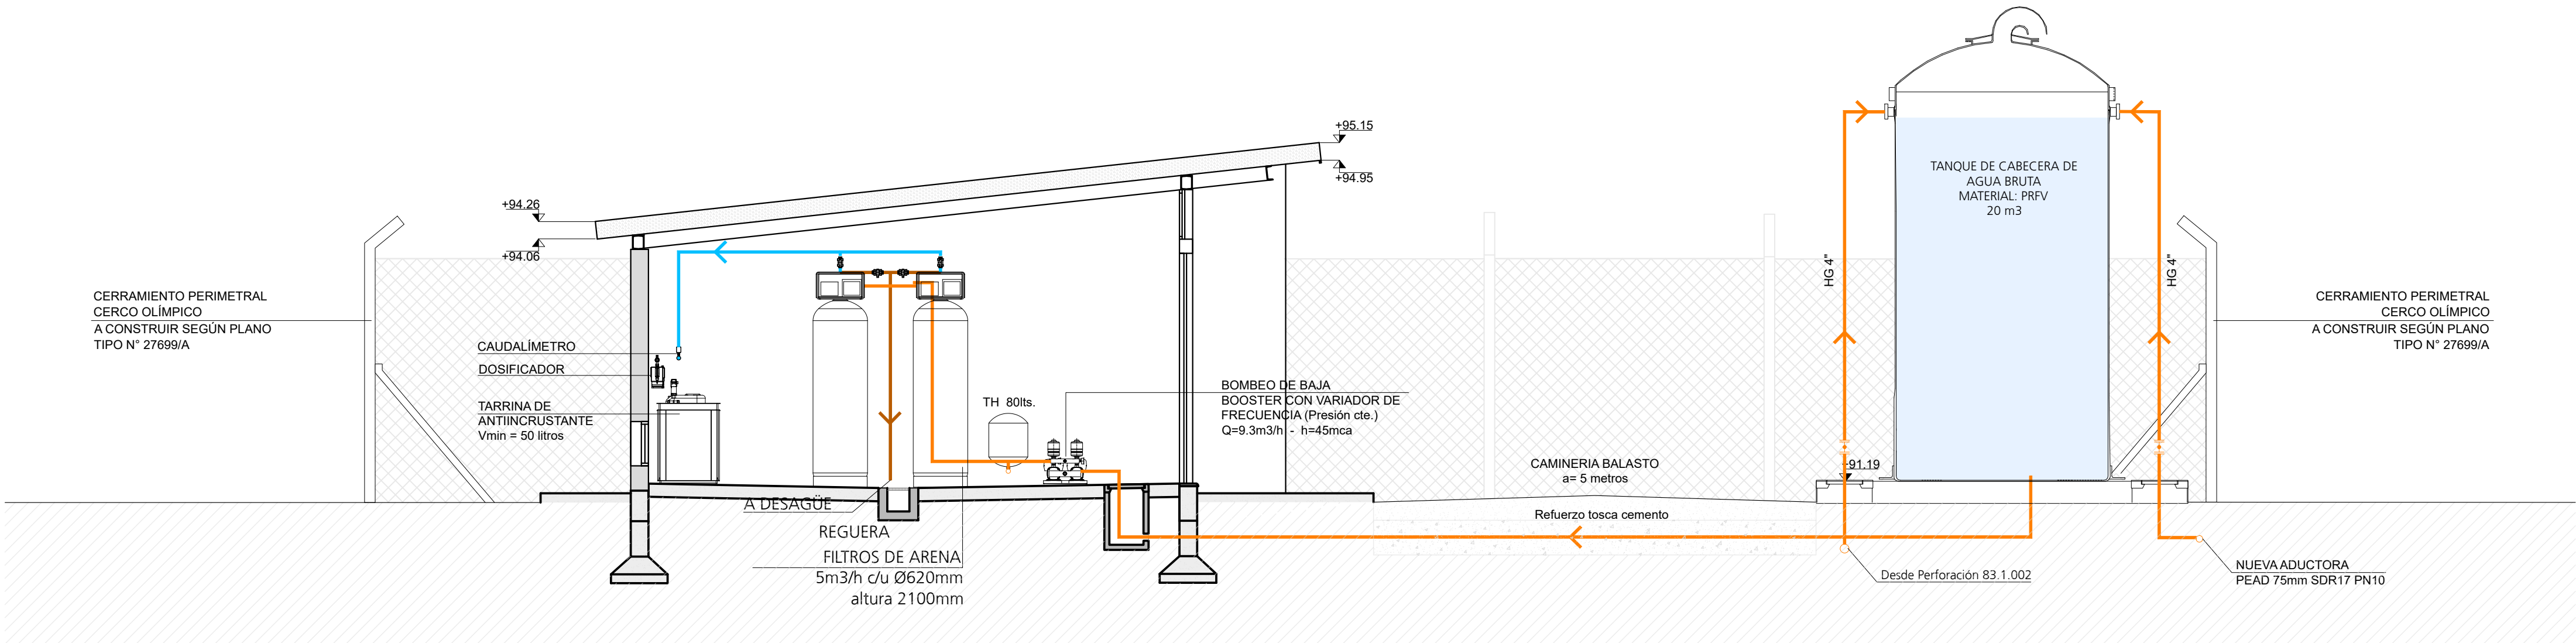 CERRAMIENTO PERIMETRAL
CERCO OLÍMPICO
A CONSTRUIR SEGÚN PLANO
TIPO N° 27699/A
+94.26
+94.06
CAUDALÍMETRO
DOSIFICADOR
TARRINA DE
ANTIINCRUSTANTE
Vmin = 50 litros
A DESAGÜE
REGUERA
FILTROS DE ARENA
5m3/h c/u Ø620mm
altura 2100mm
TH 80lts.
+95.15
+94.95
BOMBEO DE BAJA
BOOSTER CON VARIADOR DE
FRECUENCIA (Presión cte.)
Q=9.3m3/h - h=45mca
CAMINERIA BALASTO
a= 5 metros
Refuerzo tosca cemento
+91.19
HG 4"
TANQUE DE CABECERA DE
AGUA BRUTA
MATERIAL: PRFV
20 m3
HG 4"
Desde Perforación 83.1.002
NUEVA ADUCTORA
PEAD 75mm SDR17 PN10
CERRAMIENTO PERIMETRAL
CERCO OLÍMPICO
A CONSTRUIR SEGÚN PLANO
TIPO N° 27699/A